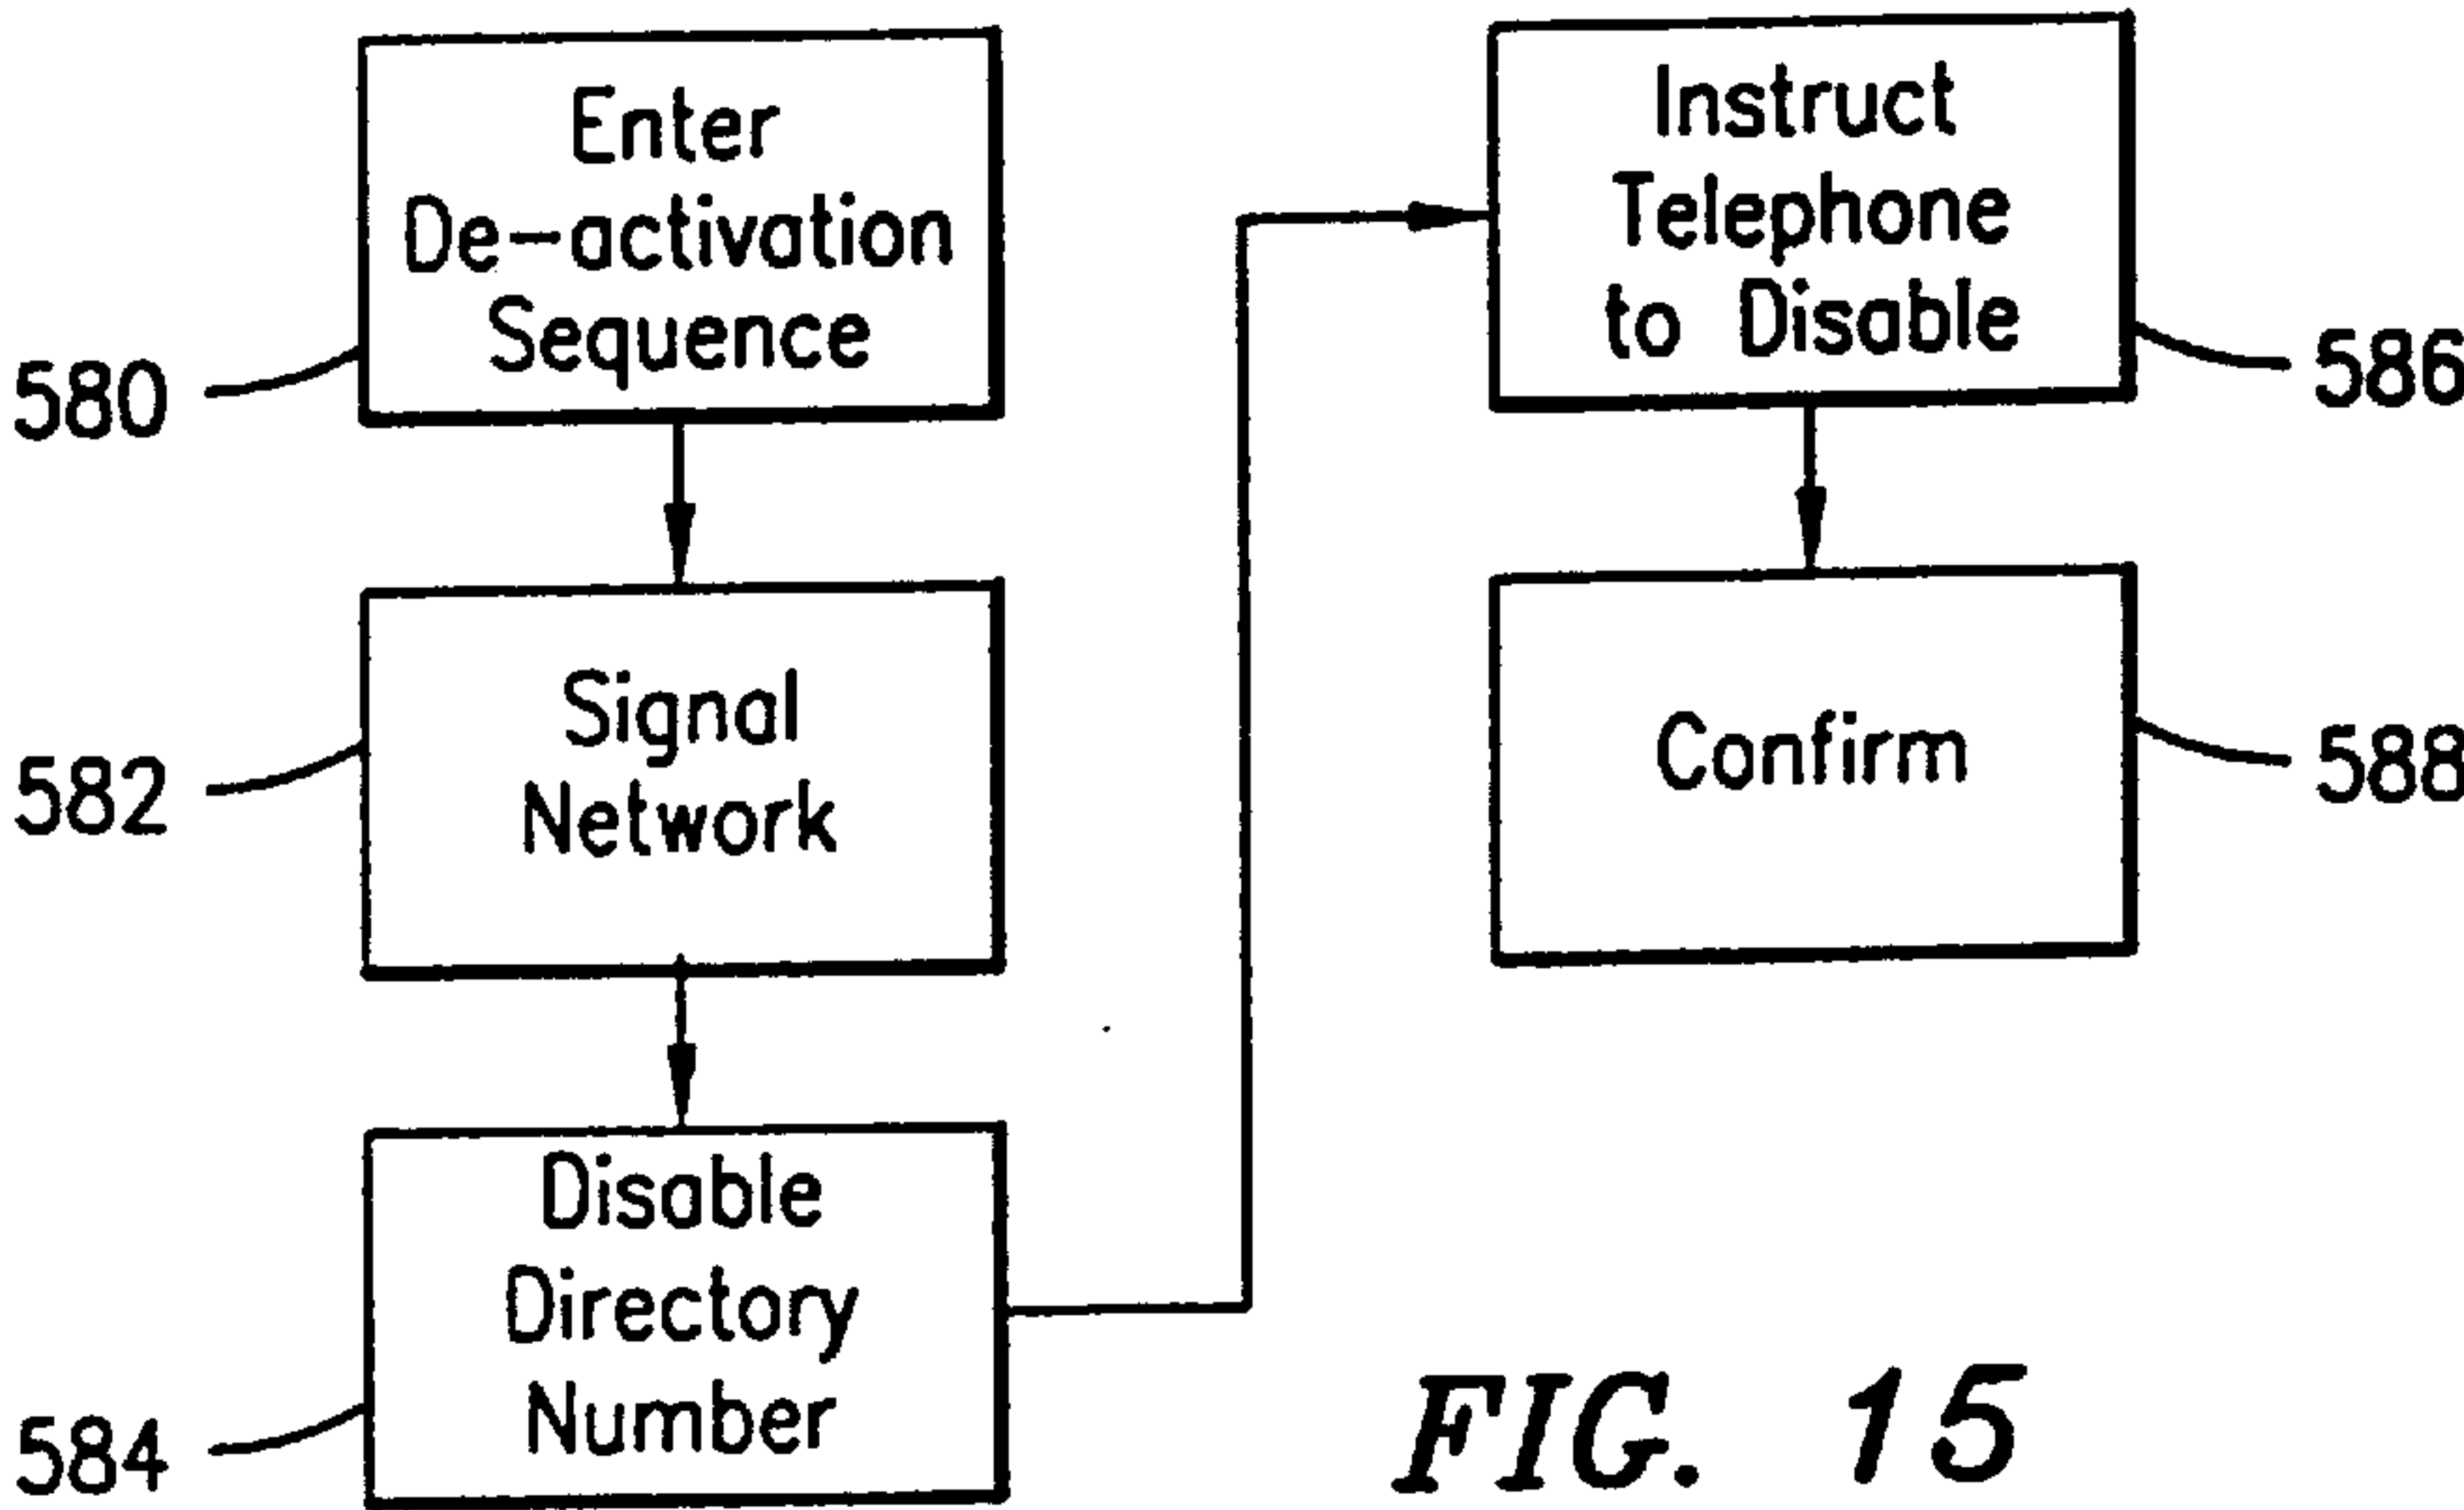 Enter
De-activation
Sequence
580
Signal
Network
582
Disable
Directory
Number
584
Instruct
Telephone
to Disable
586
Confirm
588
FIG. 15